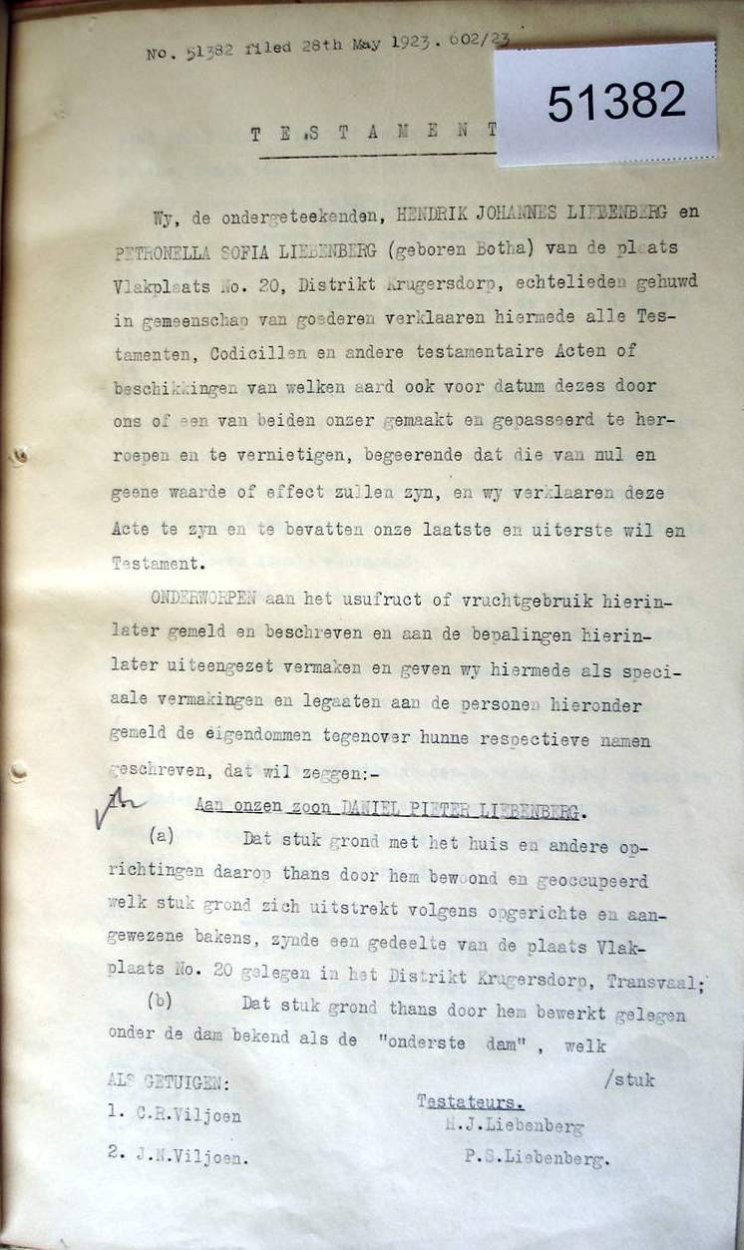 No. 51382 filed 28th May 1923. 602/23
51382
T E S T A M E N T
Wy, de ondergeteekenden, HENDRIK JOHANNES LIEBENBERG en
PETRONELLA SOFIA LIEBENBERG (geboren Botha) van de plaats
Vlakplaats No. 20, Distrikt Krugersdorp, echtelieden gehuwd
in gemeenschap van goederen verklaaren hiermede alle Tes-
tamenten, Codicillen en andere testamentaire Acten of
beschikkingen van welken aard ook voor datum dezes door
ons of een van beiden onzer gemaakt en gepasseerd te her-
roepen en te vernietigen, begeerende dat die van nul en
geene waarde of effect zullen zyn, en wy verklaaren deze
Acte te zyn en te bevatten onze laatste en uiterste wil en
Testament.
ONDERWORPEN aan het usufruct of vruchtgebruik hierin-
later gemeld en beschreven en aan de bepalingen hierin-
later uiteengezet vermaken en geven wy hiermede als speci-
aale vermakingen en legaaten aan de personen hieronder
gemeld de eigendommen tegenover hunne respectieve namen
geschreven, dat wil zeggen:-
Aan onzen zoon DANIEL PIETER LIEBENBERG.
(a) Dat stuk grond met het huis en andere op-
richtingen daarop thans door hem bewoond en geoccupeerd
welk stuk grond zich uitstrekt volgens opgerichte en aan-
gewezene bakens, zynde een gedeelte van de plaats Vlak-
plaats No. 20 gelegen in het Distrikt Krugersdorp, Transvaal;
(b) Dat stuk grond thans door hem bewerkt gelegen
onder de dam bekend als de "onderste dam", welk
/stuk
ALS GETUIGEN:
Testateurs.
1. C.R.Viljoen
H.J.Liebenberg
2. J.N.Viljoen.
P.S.Liebenberg.